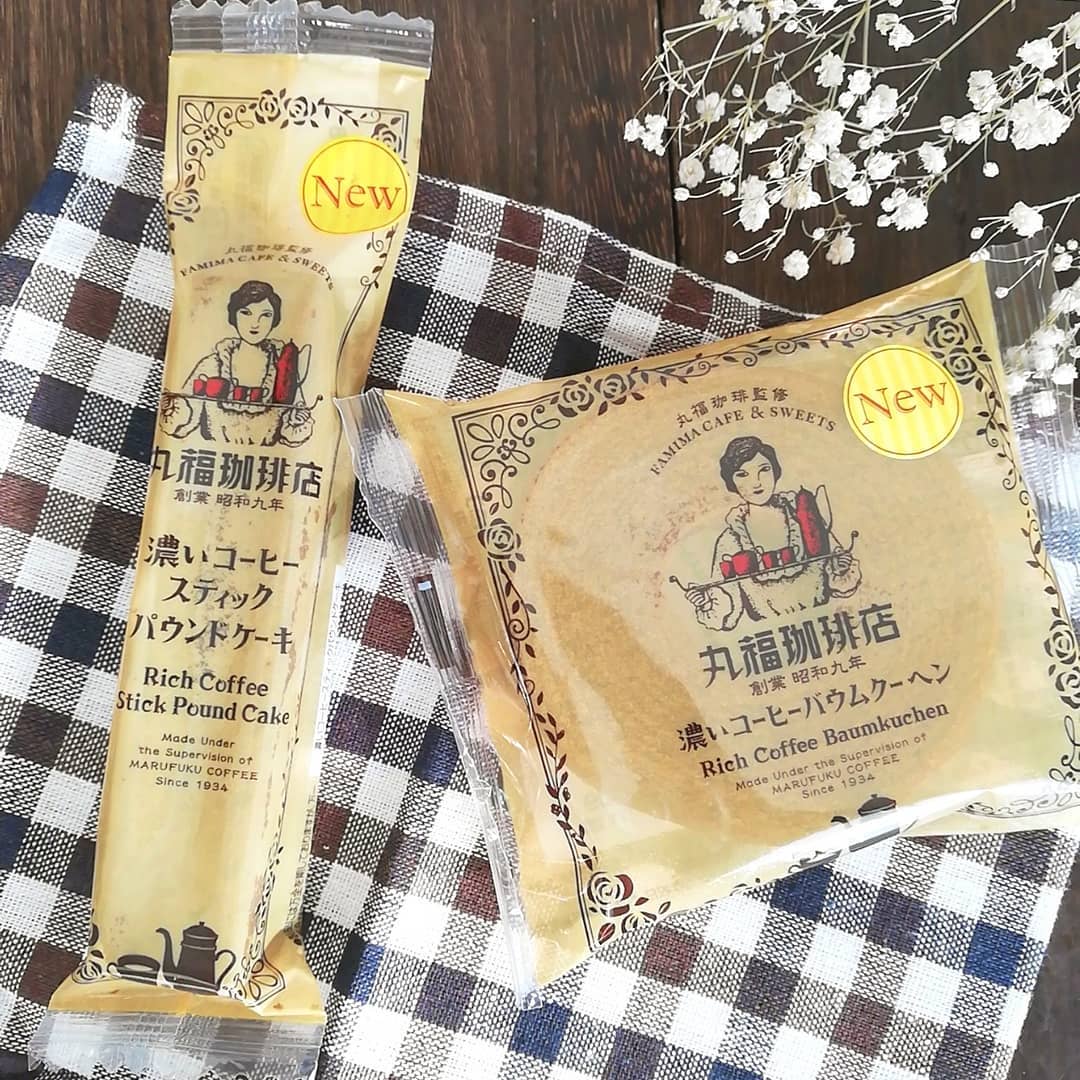 New
丸福珈琲監修
FAMIMA CAFE & SWEETS
丸福珈琲店
創業 昭和九年
濃いコーヒー
スティック
パウンドケーキ
Rich Coffee
Stick Pound Cake
Made Under
the Supervision of
MARUFUKU COFFEE
Since 1934
New
丸福珈琲監修
FAMIMA CAFE & SWEETS
丸福珈琲店
創業 昭和九年
濃いコーヒーバウムクーヘン
Rich Coffee Baumkuchen
Made Under the Supervision of
MARUFUKU COFFEE
Since 1934